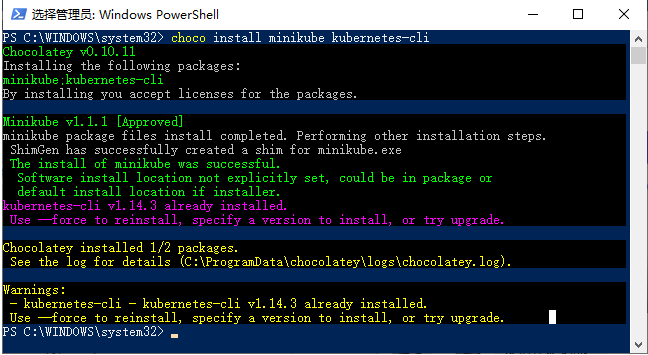 选择管理员: Windows PowerShell
PS C:\WINDOWS\system32> choco install minikube kubernetes-cli
Chocolatey v0.10.11
Installing the following packages:
minikube;kubernetes-cli
By installing you accept licenses for the packages.
Minikube v1.1.1 [Approved]
minikube package files install completed. Performing other installation steps.
ShimGen has successfully created a shim for minikube.exe
The install of minikube was successful.
Software install location not explicitly set, could be in package or
default install location if installer.
kubernetes-cli v1.14.3 already installed.
Use --force to reinstall, specify a version to install, or try upgrade.
Chocolatey installed 1/2 packages.
See the log for details (C:\ProgramData\chocolatey\logs\chocolatey.log).
Warnings:
- kubernetes-cli - kubernetes-cli v1.14.3 already installed.
Use --force to reinstall, specify a version to install, or try upgrade.
PS C:\WINDOWS\system32>